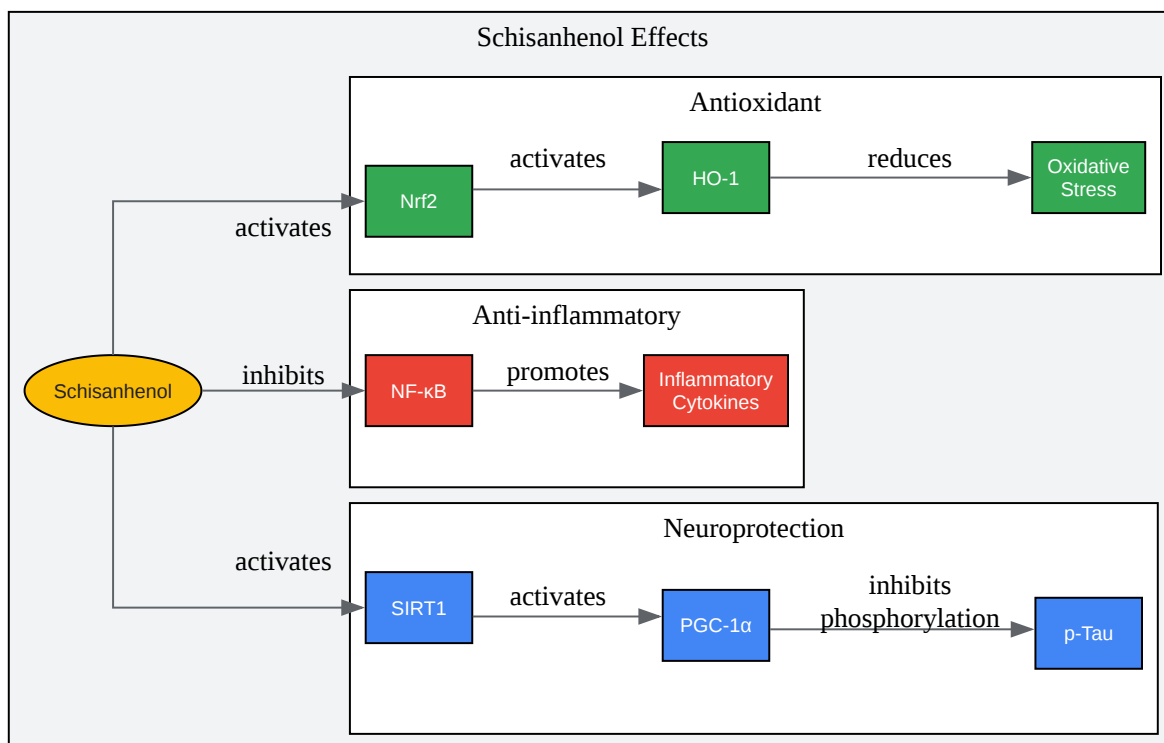 Schisanhenol Effects
Antioxidant
activates
reduces
Nrf2
HO-1
Oxidative
Stress
activates
Anti-inflammatory
Schisanhenol
inhibits
NF-κB
promotes
Inflammatory
Cytokines
Neuroprotection
activates
SIRT1
activates
PGC-1α
inhibits
phosphorylation
p-Tau